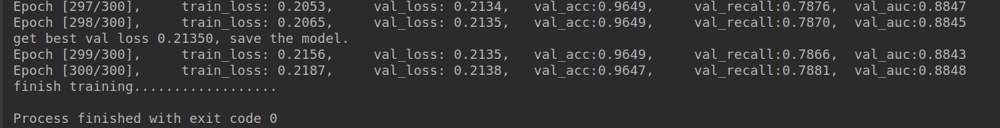 Epoch [297/300],     train_loss: 0.2053,     val_loss: 0.2134,   val_acc:0.9649,     val_recall:0.7876,  val_auc:0.8847
Epoch [298/300],     train_loss: 0.2065,     val_loss: 0.2135,   val_acc:0.9649,     val_recall:0.7870,  val_auc:0.8845
get best val loss 0.21350, save the model.
Epoch [299/300],     train_loss: 0.2156,     val_loss: 0.2135,   val_acc:0.9649,     val_recall:0.7866,  val_auc:0.8843
Epoch [300/300],     train_loss: 0.2187,     val_loss: 0.2138,   val_acc:0.9647,     val_recall:0.7881,  val_auc:0.8848
finish training..................
Process finished with exit code 0